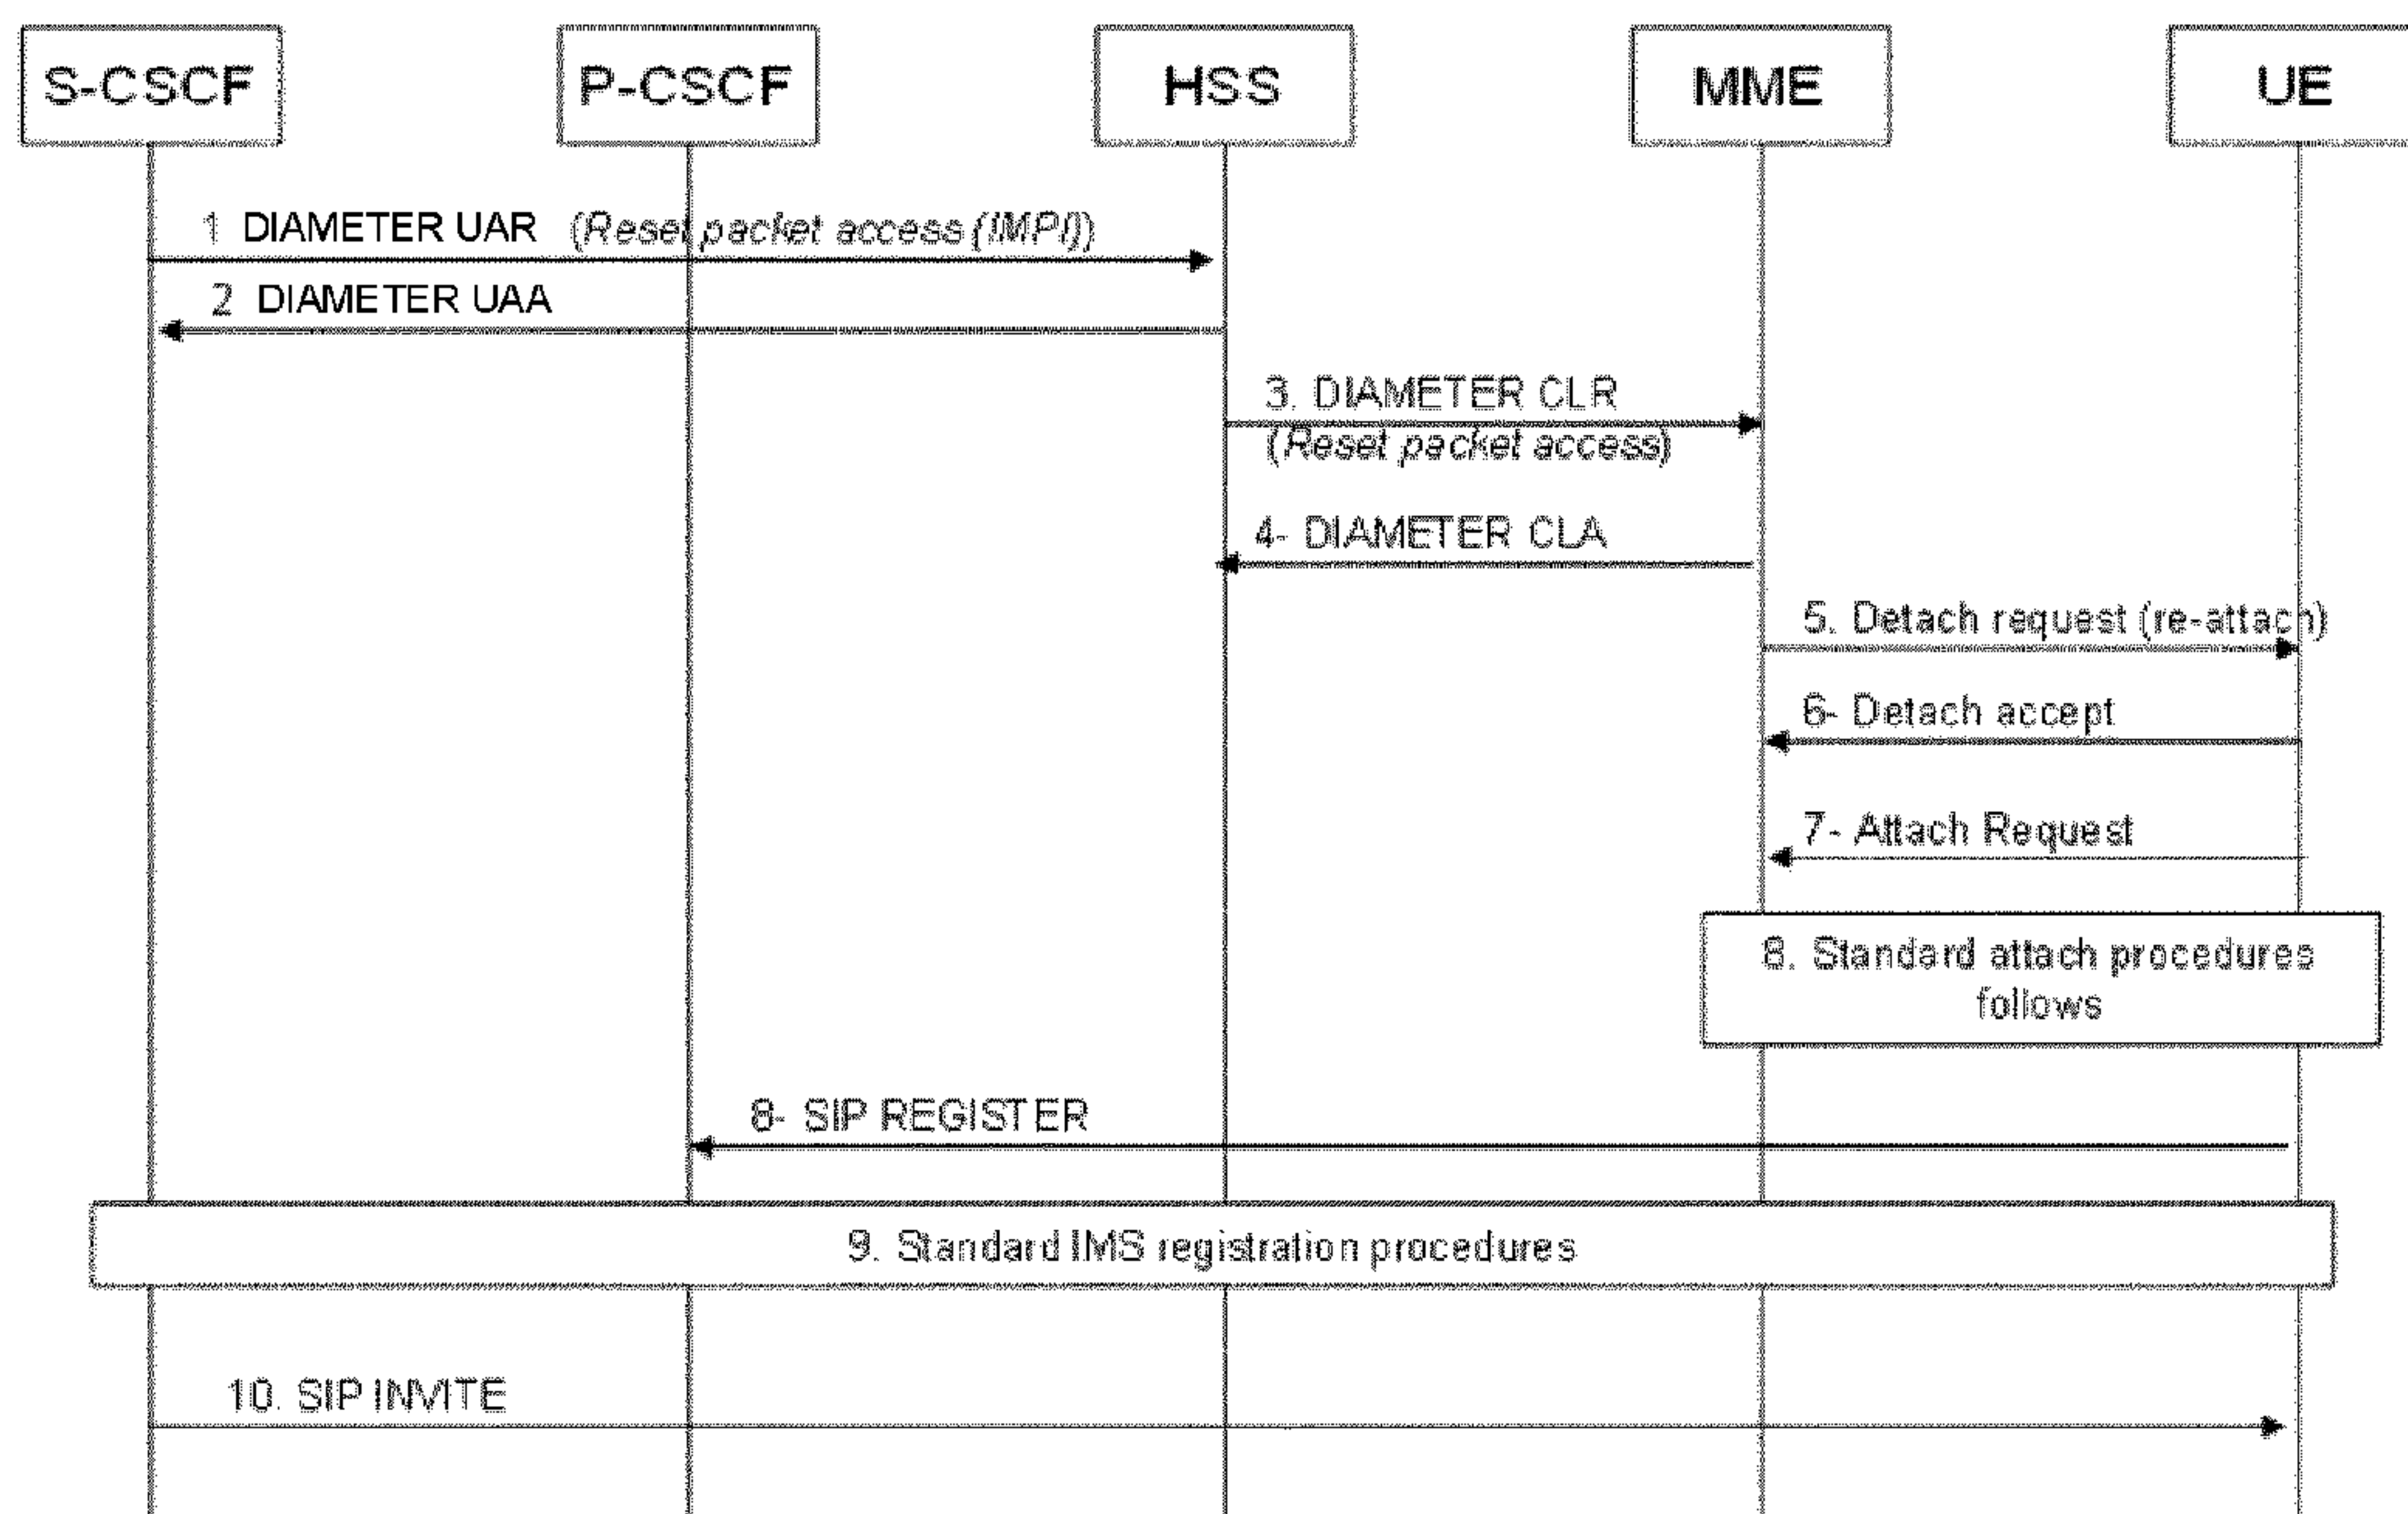 S-CSCF
P-CSCF
HSS
MME
UE
1 DIAMETER UAR (Reset packet access (IMPI))
2 DIAMETER UAA
3. DIAMETER CLR
(Reset packet access)
4- DIAMETER CLA
5. Detach request (re-attach)
6- Detach accept
7- Attach Request
8. Standard attach procedures
follows
8- SIP REGISTER
9. Standard IMS registration procedures
10. SIP INVITE